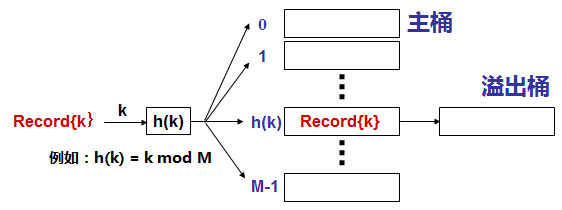 0
主桶
1
溢出桶
k
Record{k}
h(k)
h(k)
Record{k}
例如：h(k) = k mod M
M-1